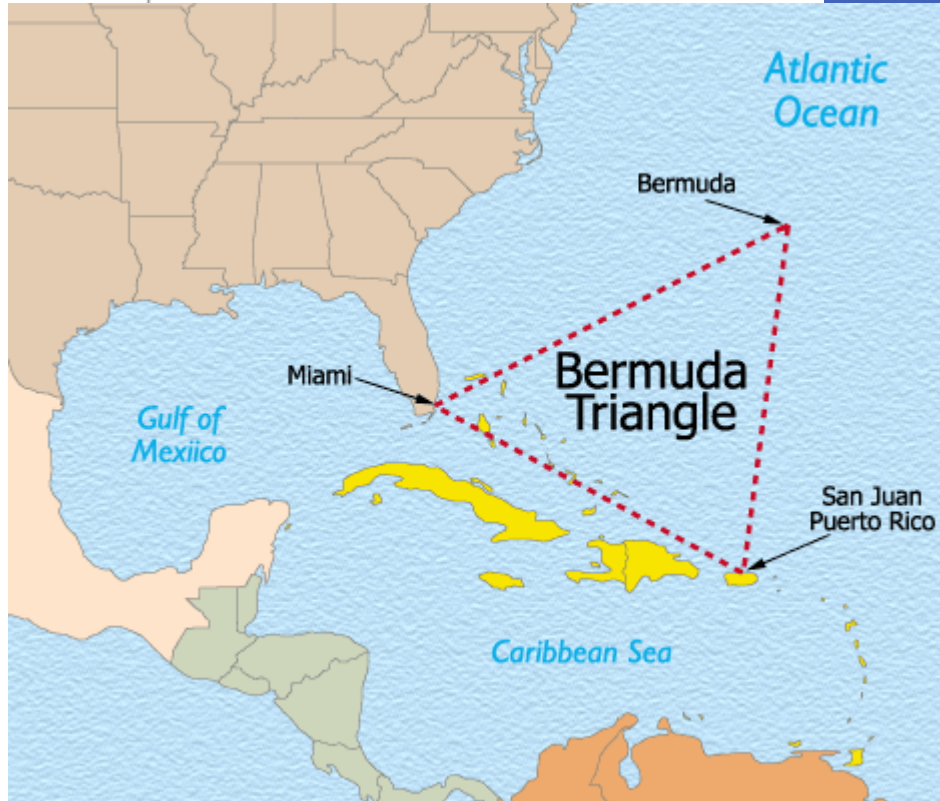 Atlantic
Ocean
Bermuda
Miami
Bermuda
Triangle
Gulf of
Mexiico
San Juan
Puerto Rico
Caribbean Sea